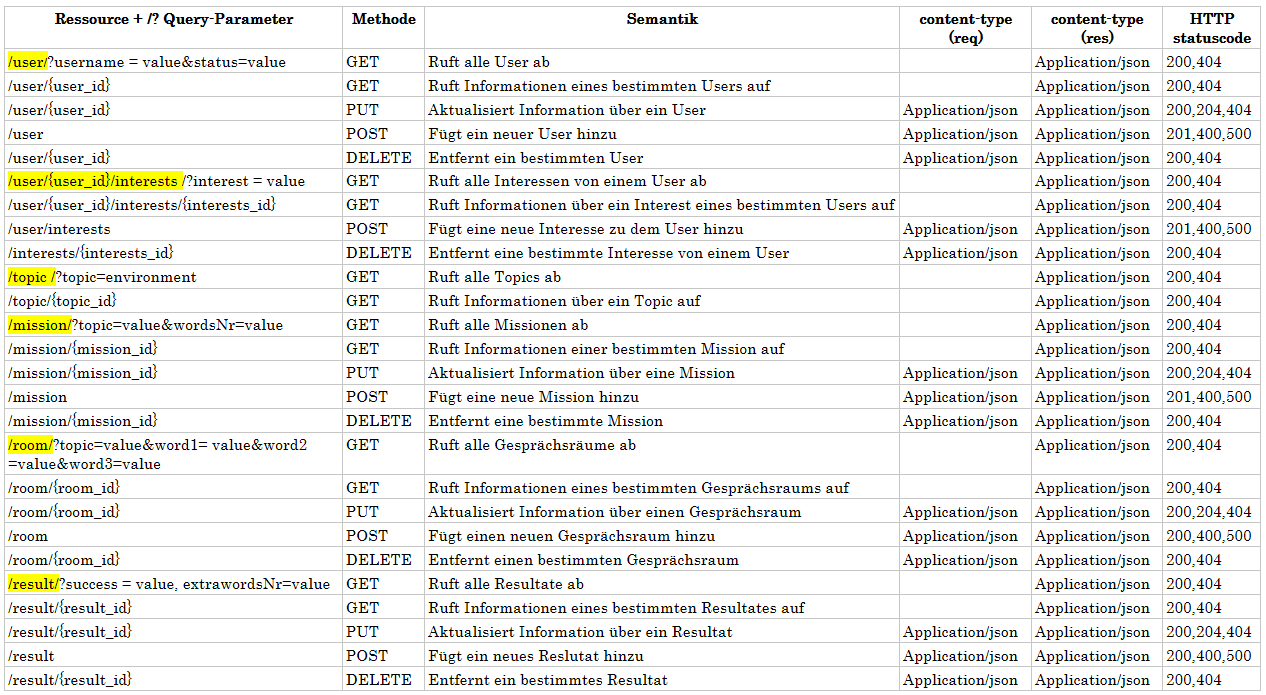 Ressource + /? Query-Parameter Methode Semantik content-type (req) content-type (res) HTTP statuscode
/user/?username = value&status=value GET Ruft alle User ab Application/json 200,404
/user/{user_id} GET Ruft Informationen eines bestimmten Users auf Application/json 200,404
/user/{user_id} PUT Aktualisiert Information über ein User Application/json Application/json 200,204,404
/user POST Fügt ein neuer User hinzu Application/json Application/json 201,400,500
/user/{user_id} DELETE Entfernt ein bestimmten User Application/json Application/json 200,404
/user/{user_id}/interests /?interest = value GET Ruft alle Interessen von einem User ab Application/json 200,404
/user/{user_id}/interests/{interests_id} GET Ruft Informationen über ein Interest eines bestimmten Users auf Application/json 200,404
/user/interests POST Fügt eine neue Interesse zu dem User hinzu Application/json Application/json 201,400,500
/interests/{interests_id} DELETE Entfernt eine bestimmte Interesse von einem User Application/json Application/json 200,404
/topic /?topic=environment GET Ruft alle Topics ab Application/json 200,404
/topic/{topic_id} GET Ruft Informationen über ein Topic auf Application/json 200,404
/mission/?topic=value&wordsNr=value GET Ruft alle Missionen ab Application/json 200,404
/mission/{mission_id} GET Ruft Informationen einer bestimmten Mission auf Application/json 200,404
/mission/{mission_id} PUT Aktualisiert Information über eine Mission Application/json Application/json 200,204,404
/mission POST Fügt eine neue Mission hinzu Application/json Application/json 201,400,500
/mission/{mission_id} DELETE Entfernt eine bestimmte Mission Application/json Application/json 200,404
/room/?topic=value&word1= value&word2 GET Ruft alle Gesprächsräume ab Application/json 200,404
=value&word3=value
/room/{room_id} GET Ruft Informationen eines bestimmten Gesprächsraums auf Application/json 200,404
/room/{room_id} PUT Aktualisiert Information über einen Gesprächsraum Application/json Application/json 200,204,404
/room POST Fügt einen neuen Gesprächsraum hinzu Application/json Application/json 200,400,500
/room/{room_id} DELETE Entfernt einen bestimmten Gesprächsraum Application/json Application/json 200,404
/result/?success = value, extrawordsNr=value GET Ruft alle Resultate ab Application/json 200,404
/result/{result_id} GET Ruft Informationen eines bestimmten Resultates auf Application/json 200,404
/result/{result_id} PUT Aktualisiert Information über ein Resultat Application/json Application/json 200,204,404
/result POST Fügt ein neues Reslutat hinzu Application/json Application/json 200,400,500
/result/{result_id} DELETE Entfernt ein bestimmtes Resultat Application/json Application/json 200,404